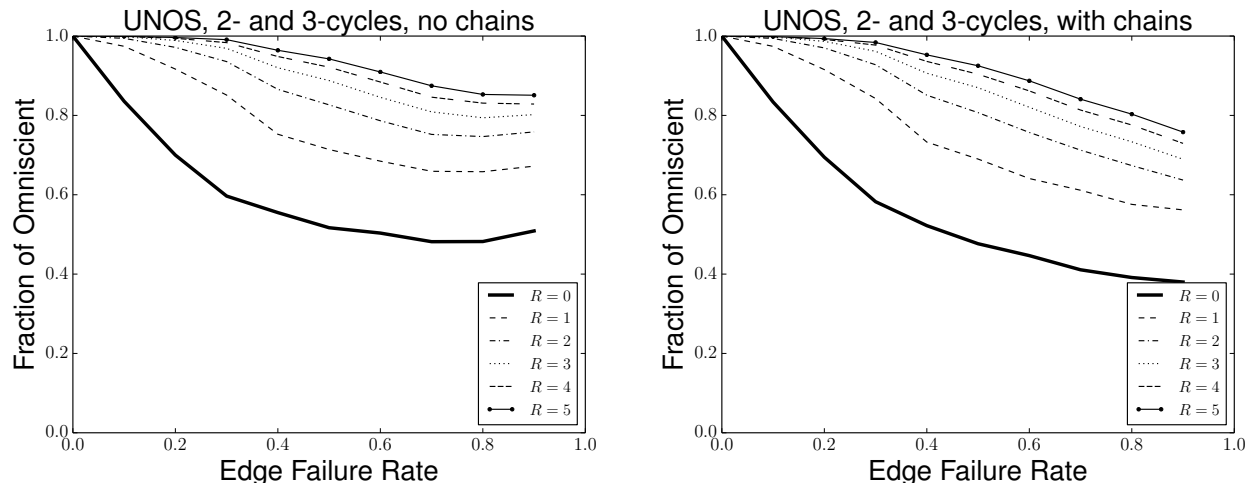 UNOS, 2- and 3-cycles, no chains
1.0
0.8
0.6
0.4
0.2
0.0
Fraction of Omniscient
R = 0
R = 1
R = 2
R = 3
R = 4
R = 5
0.0 0.2 0.4 0.6 0.8 1.0
Edge Failure Rate
UNOS, 2- and 3-cycles, with chains
1.0
0.8
0.6
0.4
0.2
0.0
Fraction of Omniscient
R = 0
R = 1
R = 2
R = 3
R = 4
R = 5
0.0 0.2 0.4 0.6 0.8 1.0
Edge Failure Rate